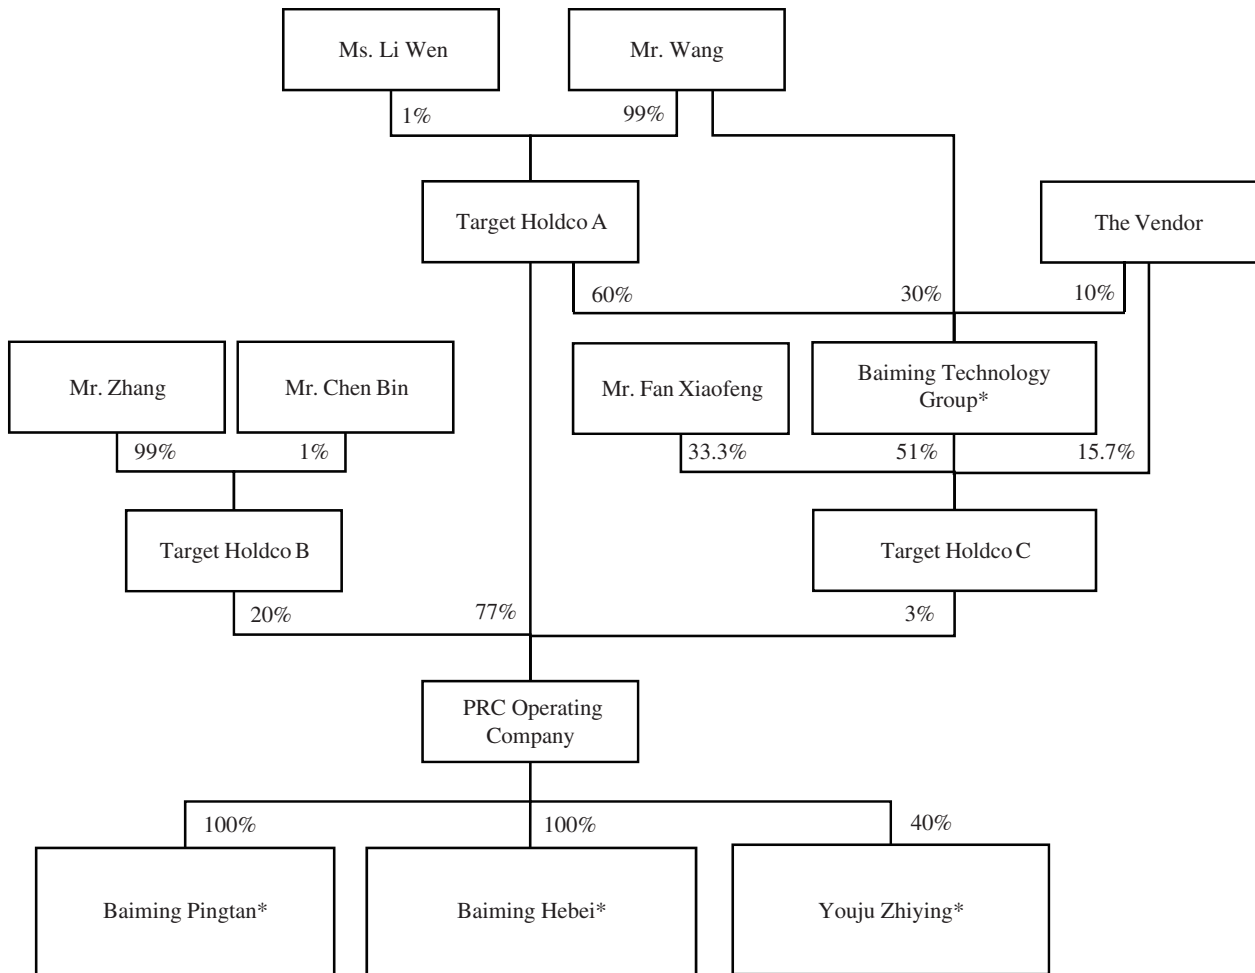 Ms. Li Wen
Mr. Wang
1%
99%
Target Holdco A
The Vendor
60%
30%
10%
Mr. Zhang
Mr. Chen Bin
Mr. Fan Xiaofeng
Baiming Technology
Group*
99%
1%
33.3%
51%
15.7%
Target Holdco B
Target Holdco C
20%
77%
3%
PRC Operating
Company
100%
100%
40%
Baiming Pingtan*
Baiming Hebei*
Youju Zhiying*